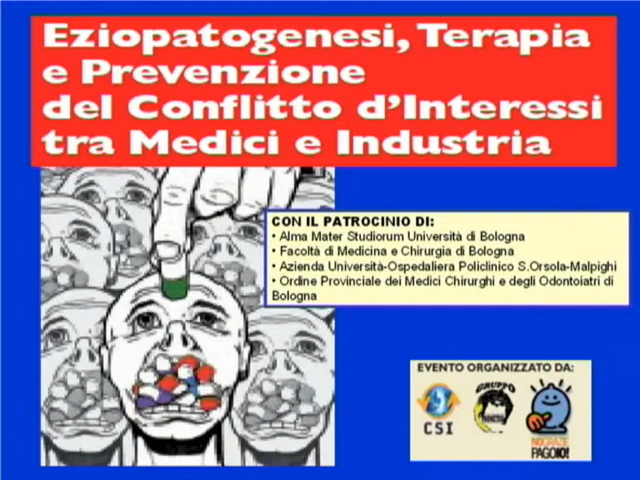 Eziopatogenesi, Terapia
e Prevenzione
del Conflitto d'Interessi
tra Medici e Industria
CON IL PATROCINIO DI:
• Alma Mater Studiorum Università di Bologna
• Facoltà di Medicina e Chirurgia di Bologna
• Azienda Università-Ospedaliera Policlinico S.Orsola-Malpighi
• Ordine Provinciale dei Medici Chirurghi e degli Odontoiatri di
Bologna
EVENTO ORGANIZZATO DA:
CSI
GRUPPO
NOGRAZIE
PAGOIO!